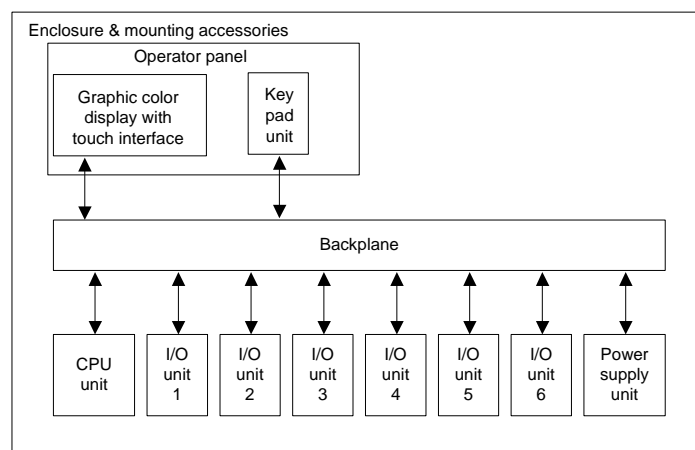 Enclosure & mounting accessories
Operator panel
Graphic color
display with
touch interface
Key
pad
unit
Backplane
CPU
unit
I/O
unit
1
I/O
unit
2
I/O
unit
3
I/O
unit
4
I/O
unit
5
I/O
unit
6
Power
supply
unit